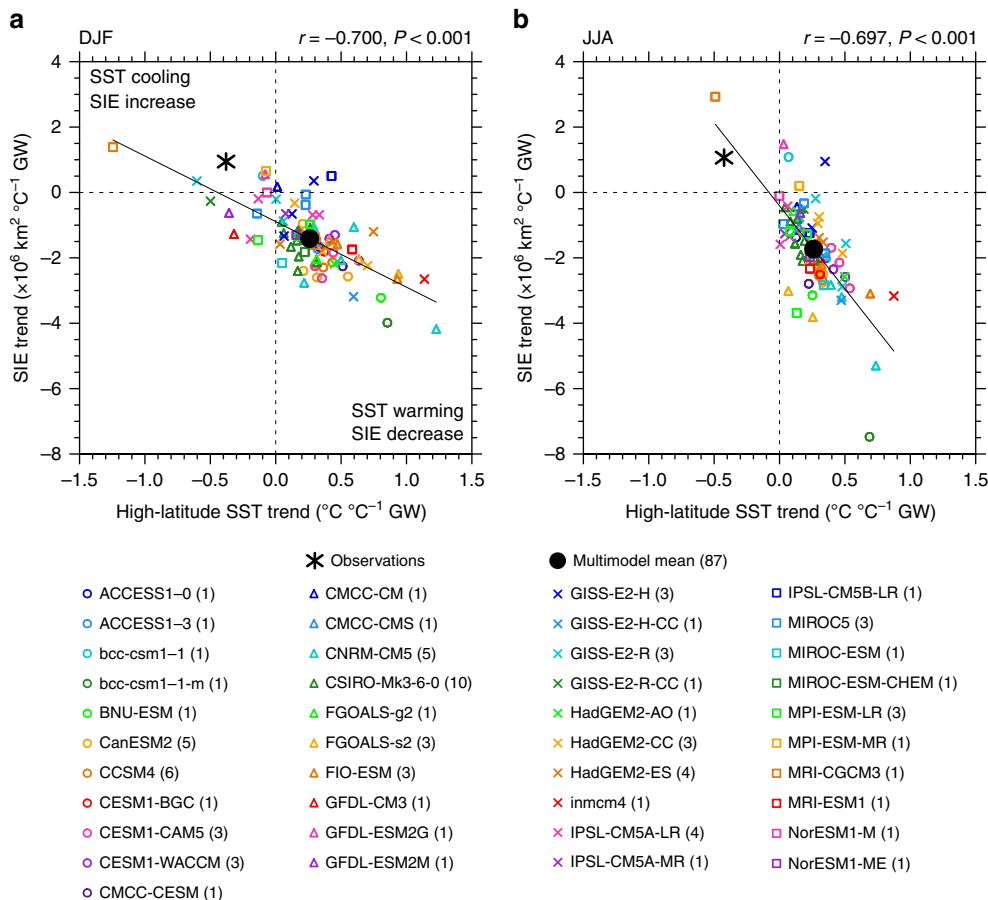 a
DJF
r = –0.700, P < 0.001
SST cooling
SIE increase
SST warming
SIE decrease
SIE trend (×10⁶ km² °C⁻¹ GW)
4
2
0
–2
–4
–6
–8
–1.5
–1.0
–0.5
0.0
0.5
1.0
1.5
High-latitude SST trend (°C °C⁻¹ GW)
b
JJA
r = –0.697, P < 0.001
SIE trend (×10⁶ km² °C⁻¹ GW)
4
2
0
–2
–4
–6
–8
–1.5
–1.0
–0.5
0.0
0.5
1.0
1.5
High-latitude SST trend (°C °C⁻¹ GW)
Observations
Multimodel mean (87)
ACCESS1–0 (1)
ACCESS1–3 (1)
bcc-csm1–1 (1)
bcc-csm1–1-m (1)
BNU-ESM (1)
CanESM2 (5)
CCSM4 (6)
CESM1-BGC (1)
CESM1-CAM5 (3)
CESM1-WACCM (3)
CMCC-CESM (1)
CMCC-CM (1)
CMCC-CMS (1)
CNRM-CM5 (5)
CSIRO-Mk3-6-0 (10)
FGOALS-g2 (1)
FGOALS-s2 (3)
FIO-ESM (3)
GFDL-CM3 (1)
GFDL-ESM2G (1)
GFDL-ESM2M (1)
GISS-E2-H (3)
GISS-E2-H-CC (1)
GISS-E2-R (3)
GISS-E2-R-CC (1)
HadGEM2-AO (1)
HadGEM2-CC (3)
HadGEM2-ES (4)
inmcm4 (1)
IPSL-CM5A-LR (4)
IPSL-CM5A-MR (1)
IPSL-CM5B-LR (1)
MIROC5 (3)
MIROC-ESM (1)
MIROC-ESM-CHEM (1)
MPI-ESM-LR (3)
MPI-ESM-MR (1)
MRI-CGCM3 (1)
MRI-ESM1 (1)
NorESM1-M (1)
NorESM1-ME (1)